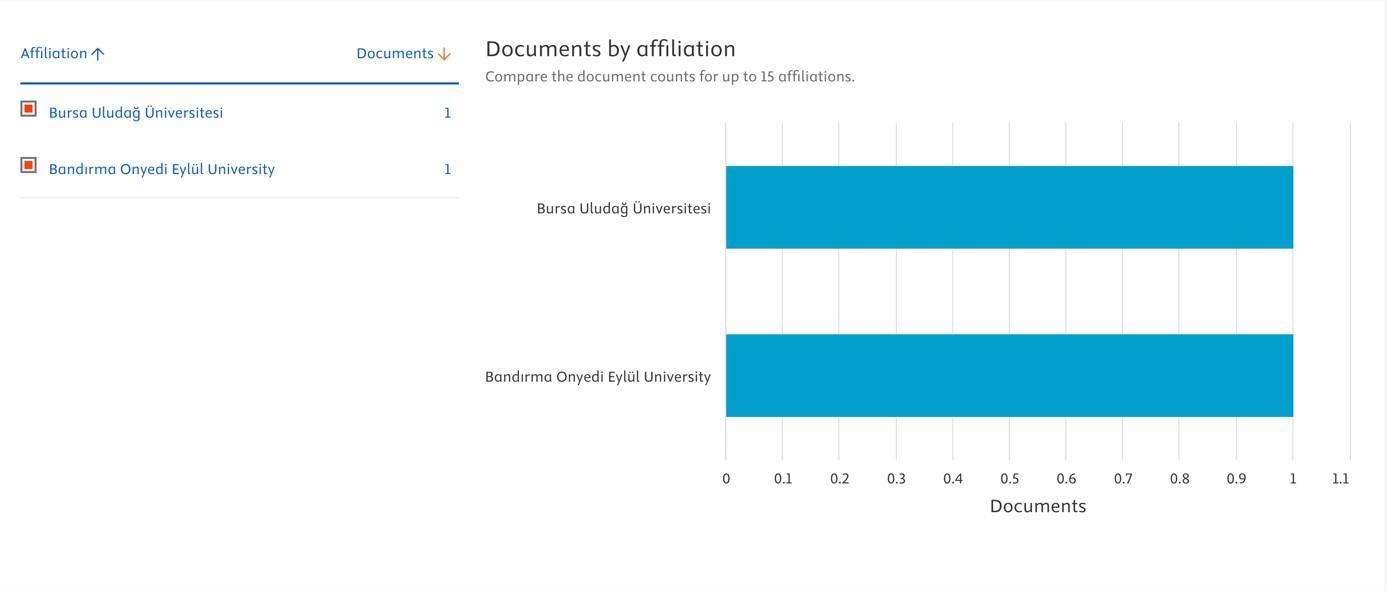 Affiliation
Documents
Bursa Uludağ Üniversitesi 1
Bandırma Onyedi Eylül University 1
Documents by affiliation
Compare the document counts for up to 15 affiliations.
Bursa Uludağ Üniversitesi
Bandırma Onyedi Eylül University
0 0.1 0.2 0.3 0.4 0.5 0.6 0.7 0.8 0.9 1 1.1
Documents